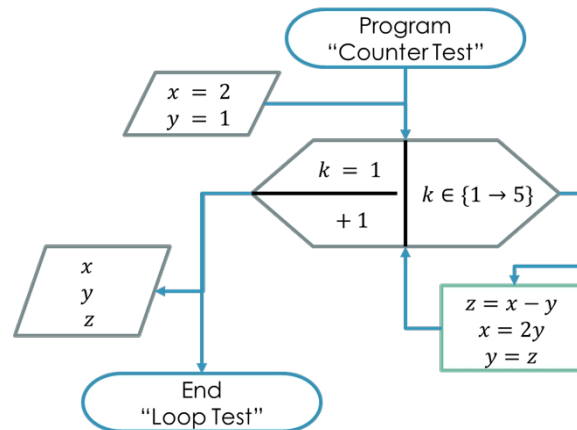 Program
“Counter Test”
x = 2
y = 1
k = 1
+ 1
k ∈ {1 → 5}
x
y
z
z = x − y
x = 2y
y = z
End
“Loop Test”